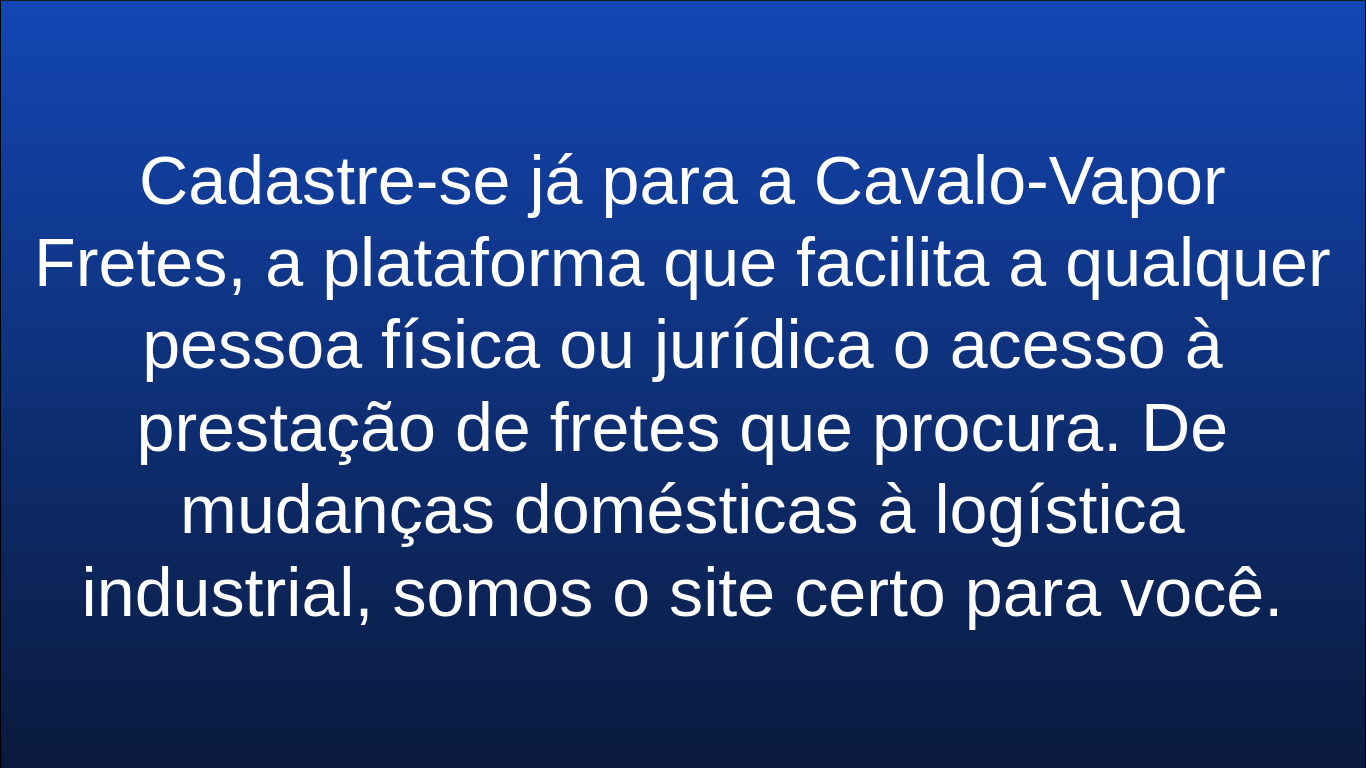 Cadastre-se já para a Cavalo-Vapor
Fretes, a plataforma que facilita a qualquer
pessoa física ou jurídica o acesso à
prestação de fretes que procura. De
mudanças domésticas à logística
industrial, somos o site certo para você.